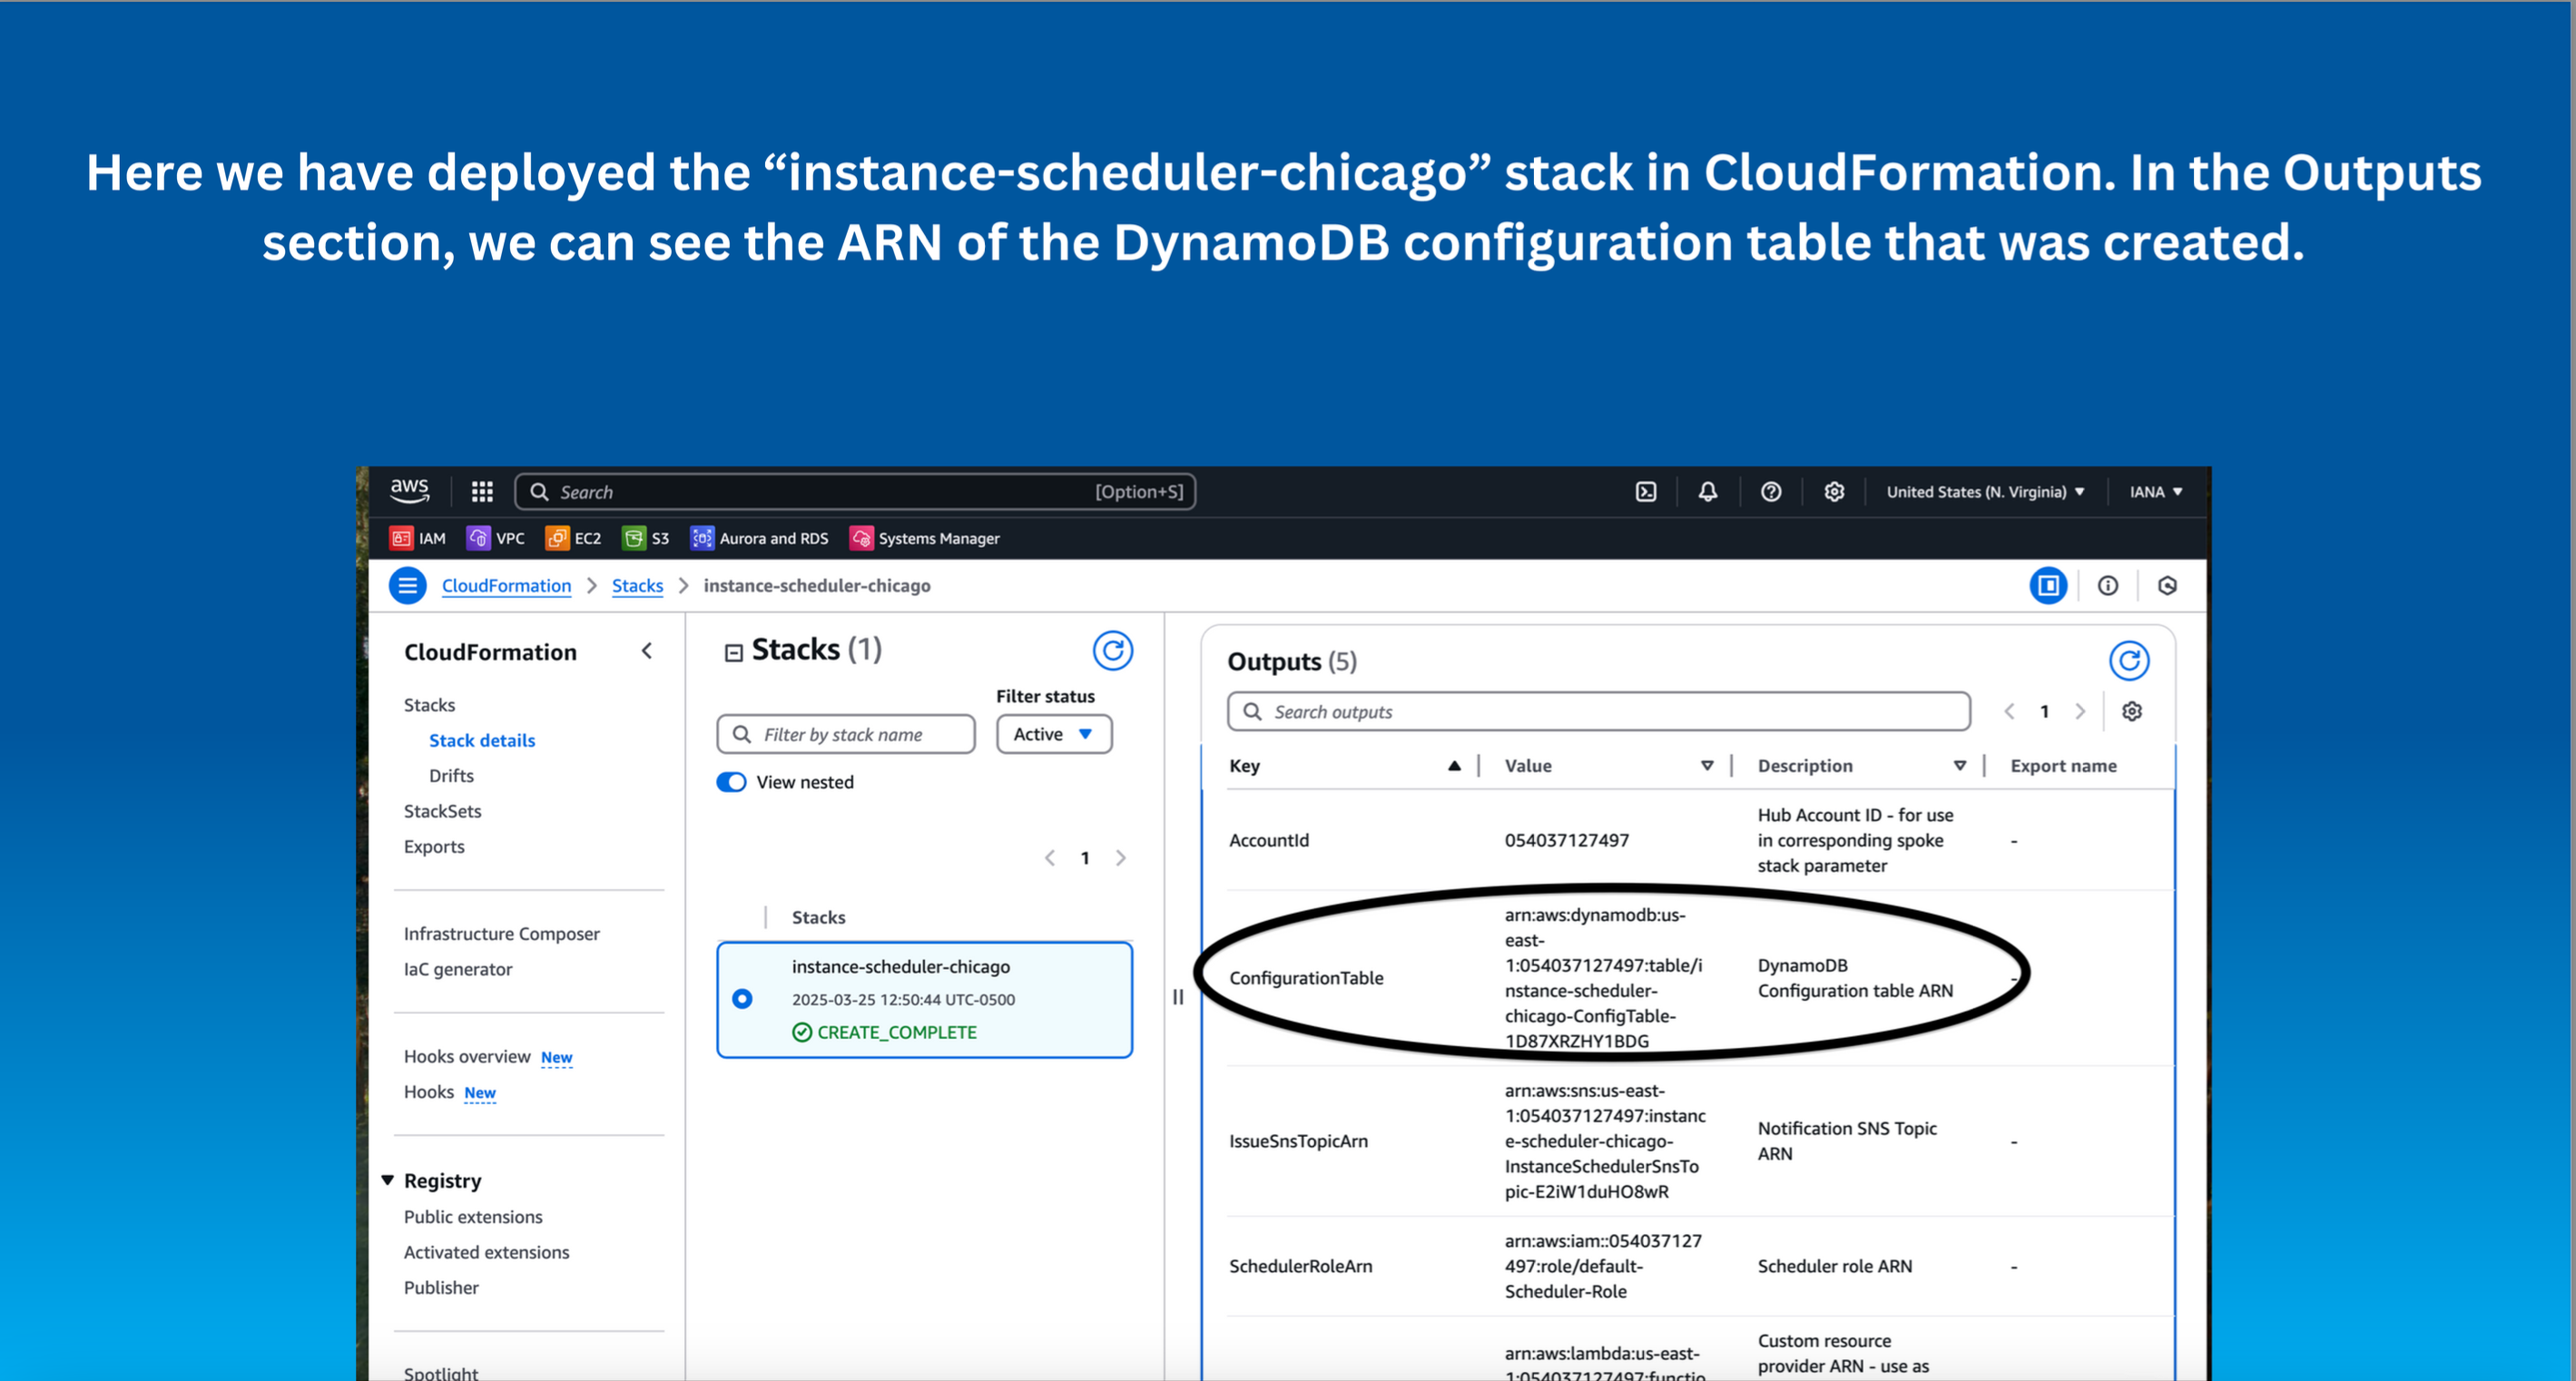 Here we have deployed the “instance-scheduler-chicago” stack in CloudFormation. In the Outputs
section, we can see the ARN of the DynamoDB configuration table that was created.
aws
Search
[Option+S]
United States (N. Virginia)
IANA
IAM
VPC
EC2
S3
Aurora and RDS
Systems Manager
CloudFormation
Stacks
instance-scheduler-chicago
CloudFormation
Stacks
Stack details
Drifts
StackSets
Exports
Infrastructure Composer
IaC generator
Hooks overview New
Hooks New
Registry
Public extensions
Activated extensions
Publisher
Spotlight
Stacks (1)
Filter status
Filter by stack name
Active
View nested
1
Stacks
instance-scheduler-chicago
2025-03-25 12:50:44 UTC-0500
CREATE_COMPLETE
Outputs (5)
Search outputs
1
Key
Value
Description
Export name
AccountId
054037127497
Hub Account ID - for use
in corresponding spoke
stack parameter
-
ConfigurationTable
arn:aws:dynamodb:us-
east-
1:054037127497:table/i
nstance-scheduler-
chicago-ConfigTable-
1D87XRZHY1BDG
DynamoDB
Configuration table ARN
-
IssueSnsTopicArn
arn:aws:sns:us-east-
1:054037127497:instanc
e-scheduler-chicago-
InstanceSchedulerSnsTo
pic-E2iW1duHO8wR
Notification SNS Topic
ARN
-
SchedulerRoleArn
arn:aws:iam::054037127
497:role/default-
Scheduler-Role
Scheduler role ARN
-
arn:aws:lambda:us-east-
1:054037127497:functio
Custom resource
provider ARN - use as